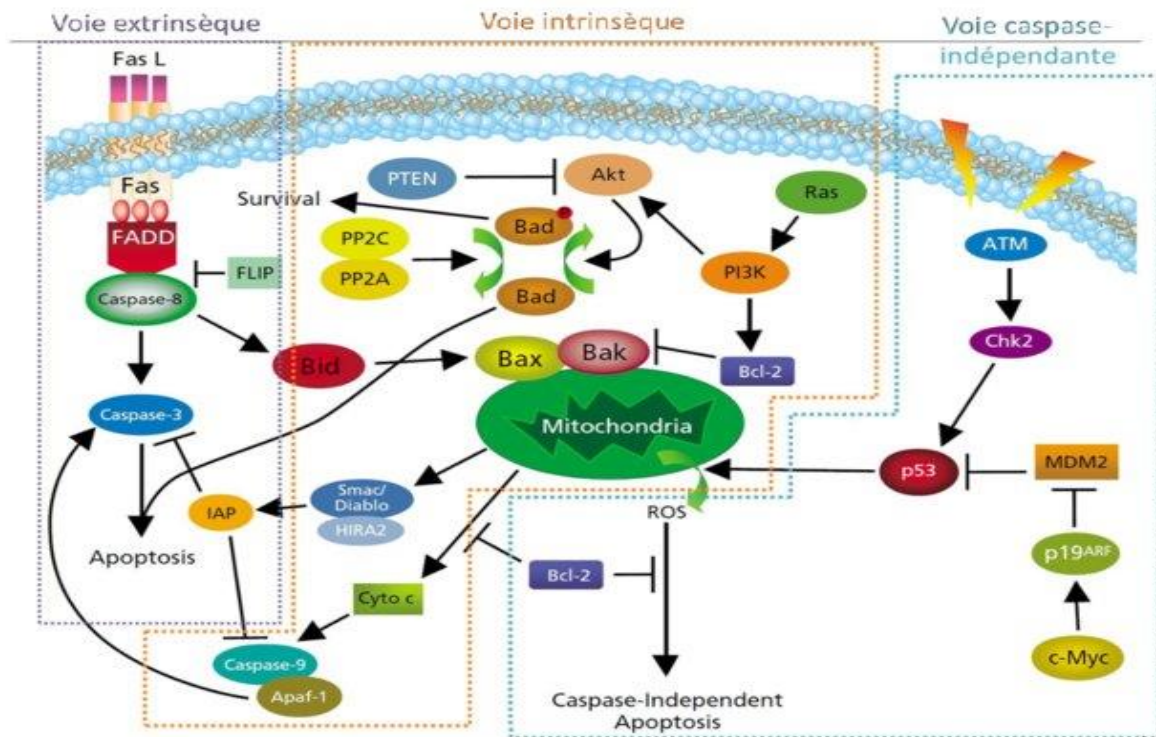 Voie extrinsèque
Voie intrinsèque
Voie caspase-
indépendante
Fas L
Fas
FADD
FLIP
Caspase-8
Caspase-3
Apoptosis
IAP
Bid
Survival
PTEN
Akt
Ras
PP2C
PP2A
Bad
Bad
PI3K
Bax
Bak
Bcl-2
Mitochondria
Smac/
Diablo
HIRA2
Cyto c
Caspase-9
Apaf-1
ROS
Bcl-2
Caspase-Independent
Apoptosis
ATM
Chk2
p53
MDM2
p19ARF
c-Myc